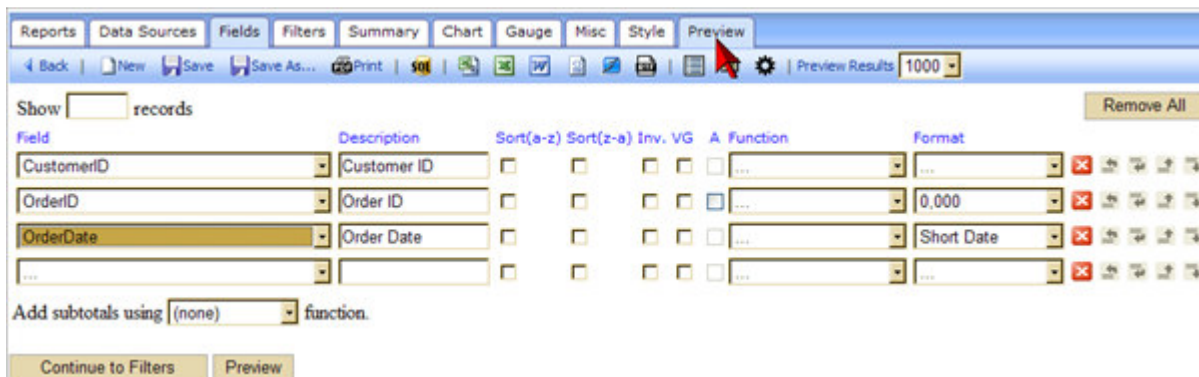 Reports Data Sources Fields Filters Summary Chart Gauge Misc Style Preview
Back | New Save Save As... Print | SQL | | Preview Results 1000
Show records Remove All
Field Description Sort(a-z) Sort(z-a) Inv. VG A Function Format
CustomerID Customer ID ... ...
OrderID Order ID ... 0,000
OrderDate Order Date ... Short Date
... ... ...
Add subtotals using (none) function.
Continue to Filters Preview